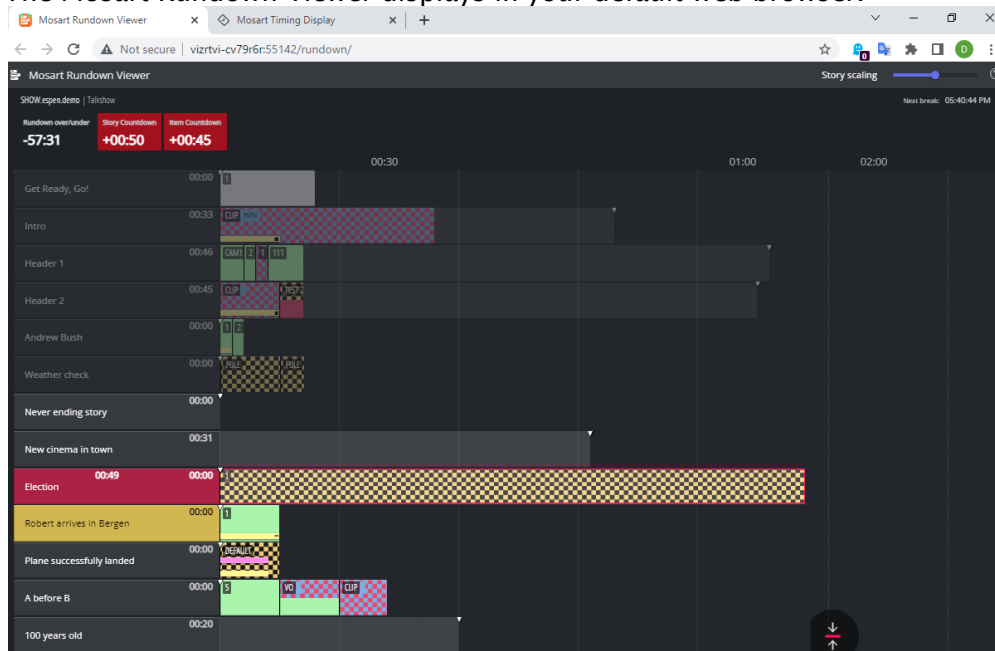 The Mosart Rundown Viewer displays in your default web browser.
Mosart Rundown Viewer
Mosart Timing Display
Not secure | vizrtvi-cv79r6r:55142/rundown/
0
D
Mosart Rundown Viewer
Story scaling
SHOW.espen.demo | Talkshow
Next break: 05:40:44 PM
Rundown over/under
Story Countdown
Item Countdown
-57:31
+00:50
+00:45
00:30
01:00
02:00
Get Ready, Go!
00:00
1
Intro
00:33
CLIP
Header 1
00:46
CAM1
2
1
111
Header 2
00:45
CLIP
TEST
Andrew Bush
00:00
1
2
Weather check
00:00
FULL
FULL
Never ending story
00:00
New cinema in town
00:31
Election
00:49
00:00
1
Robert arrives in Bergen
00:00
1
Plane successfully landed
00:00
DEFAULT
A before B
00:00
5
VO
CLIP
100 years old
00:20